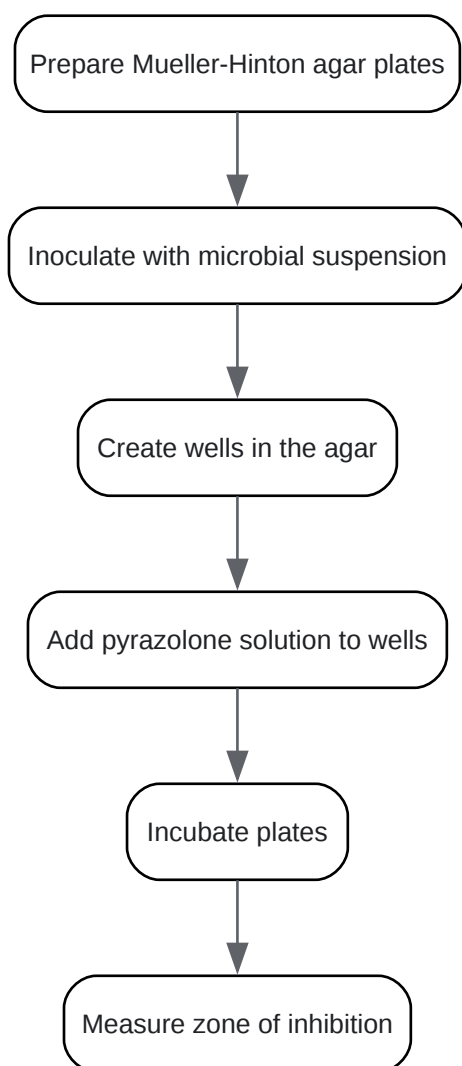 Prepare Mueller-Hinton agar plates
Inoculate with microbial suspension
Create wells in the agar
Add pyrazolone solution to wells
Incubate plates
Measure zone of inhibition